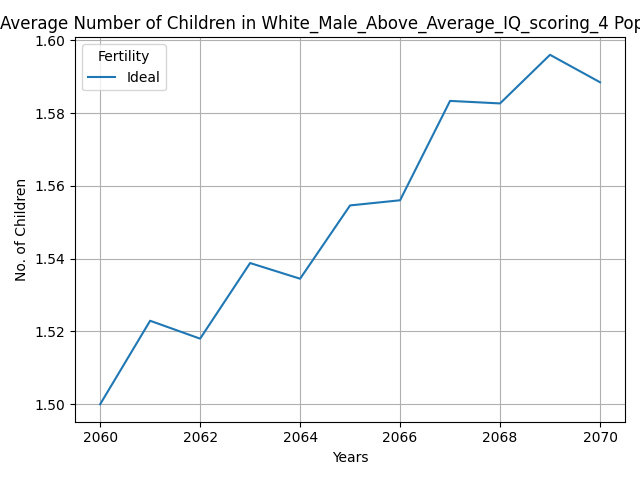 Average Number of Children in White_Male_Above_Average_IQ_scoring_4 Pop
Fertility
Ideal
No. of Children
1.60
1.58
1.56
1.54
1.52
1.50
2060 2062 2064 2066 2068 2070
Years